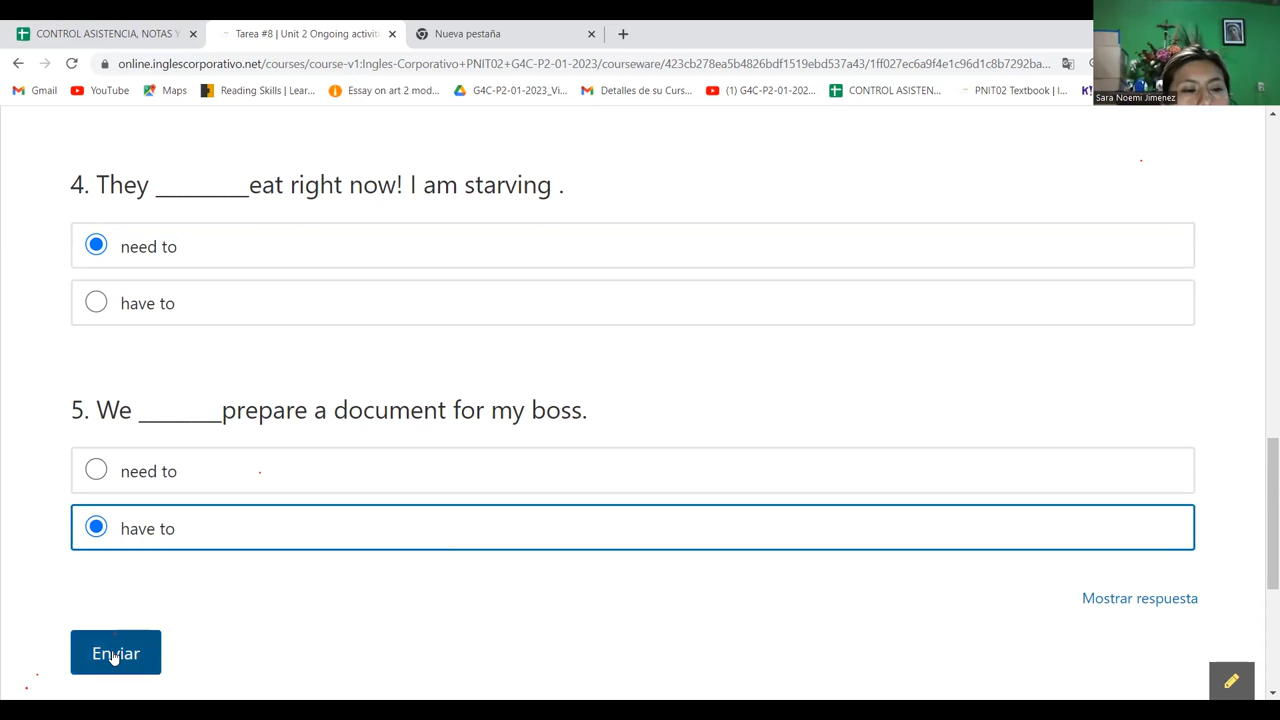 CONTROL ASISTENCIA, NOTAS Y
Tarea #8 | Unit 2 Ongoing activiti
Nueva pestaña
online.inglescorporativo.net/courses/course-v1:Ingles-Corporativo+PNIT02+G4C-P2-01-2023/courseware/423cb278ea5b4826bdf1519ebd537a43/1ff027ec6a9f4e1c96d1c8b7292ba...
Gmail
YouTube
Maps
Reading Skills | Lear...
Essay on art 2 mod...
G4C-P2-01-2023_Vi...
Detalles de su Curs...
(1) G4C-P2-01-202...
CONTROL ASISTEN...
PNIT02 Textbook | I...
Sara Noemi Jimenez
4. They _________eat right now! I am starving .
need to
have to
5. We ________prepare a document for my boss.
need to
have to
Mostrar respuesta
Enviar